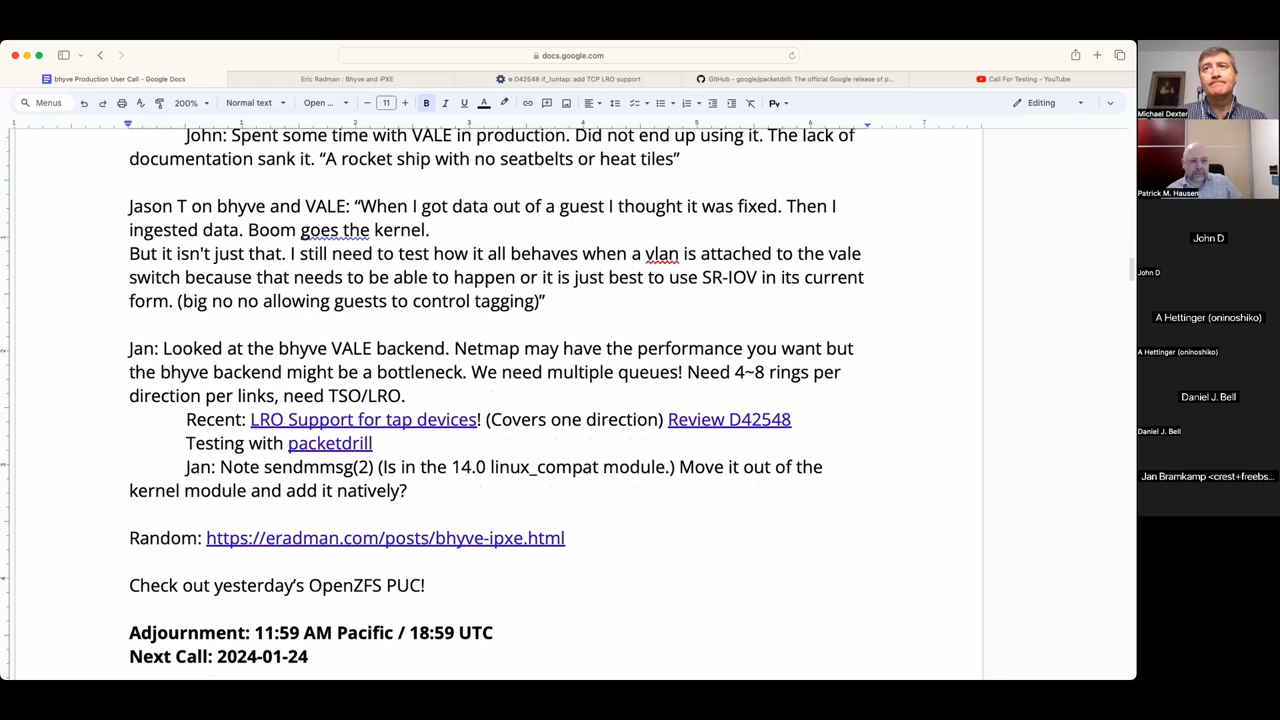 docs.google.com
bhyve Production User Call - Google Docs
Eric Radman : Bhyve and iPXE
D42548 if_tuntap: add TCP LRO support
GitHub - google/packetdrill: The official Google release of p...
Call For Testing - YouTube
Menus
200%
Normal text
Open ...
11
Editing
John: Spent some time with VALE in production. Did not end up using it. The lack of
documentation sank it. “A rocket ship with no seatbelts or heat tiles”
Jason T on bhyve and VALE: “When I got data out of a guest I thought it was fixed. Then I
ingested data. Boom goes the kernel.
But it isn't just that. I still need to test how it all behaves when a vlan is attached to the vale
switch because that needs to be able to happen or it is just best to use SR-IOV in its current
form. (big no no allowing guests to control tagging)”
Jan: Looked at the bhyve VALE backend. Netmap may have the performance you want but
the bhyve backend might be a bottleneck. We need multiple queues! Need 4~8 rings per
direction per links, need TSO/LRO.
Recent: LRO Support for tap devices! (Covers one direction) Review D42548
Testing with packetdrill
Jan: Note sendmmsg(2) (Is in the 14.0 linux_compat module.) Move it out of the
kernel module and add it natively?
Random: https://eradman.com/posts/bhyve-ipxe.html
Check out yesterday’s OpenZFS PUC!
Adjournment: 11:59 AM Pacific / 18:59 UTC
Next Call: 2024-01-24
Michael Dexter
Patrick M. Hausen
John D
John D
A Hettinger (oninoshiko)
A Hettinger (oninoshiko)
Daniel J. Bell
Daniel J. Bell
Jan Bramkamp <crest+freebs...